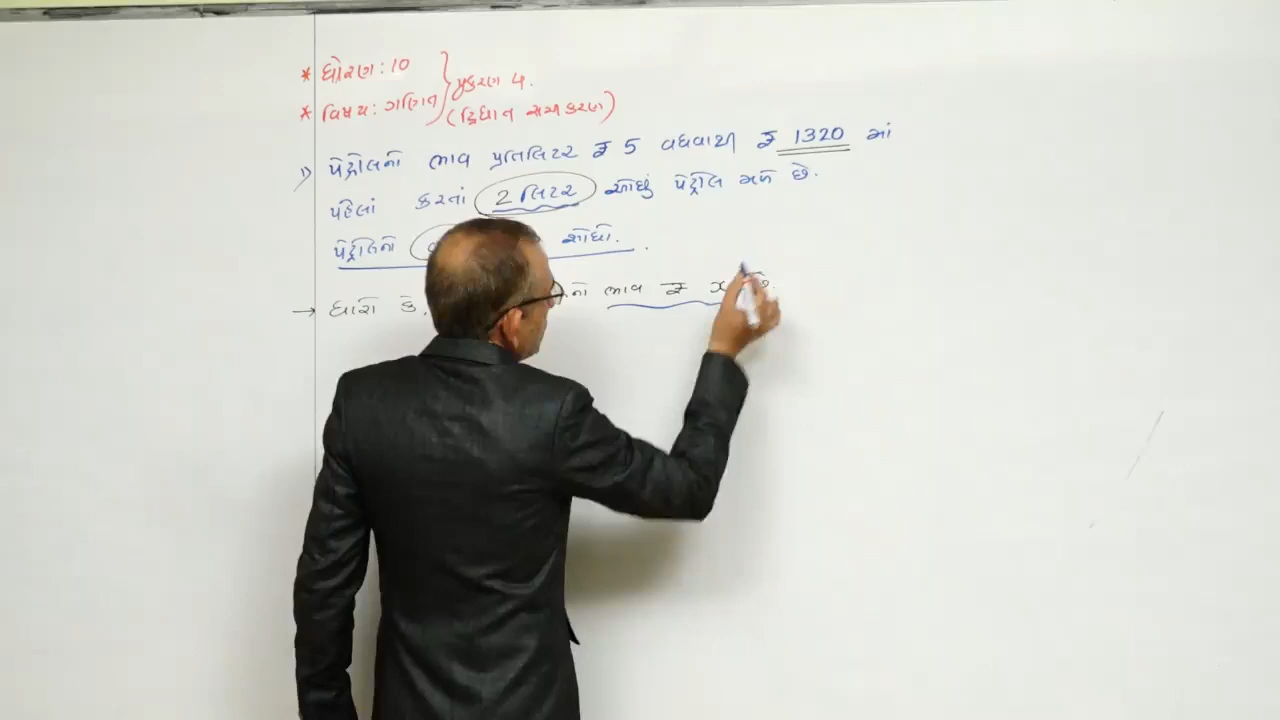 * ધોરણ : 10
* વિષય : ગણિત } પ્રકરણ 4.
(દ્વિઘાત સમીકરણ)
1) પેટ્રોલનો ભાવ પ્રતિલિટર ₹ 5 વધવાથી ₹ 1320 માં
પહેલાં કરતાં 2 લિટર ઓછું પેટ્રોલ મળે છે.
પેટ્રોલનો શોધો.
→ ધારો કે, નો ભાવ ₹ x છે.